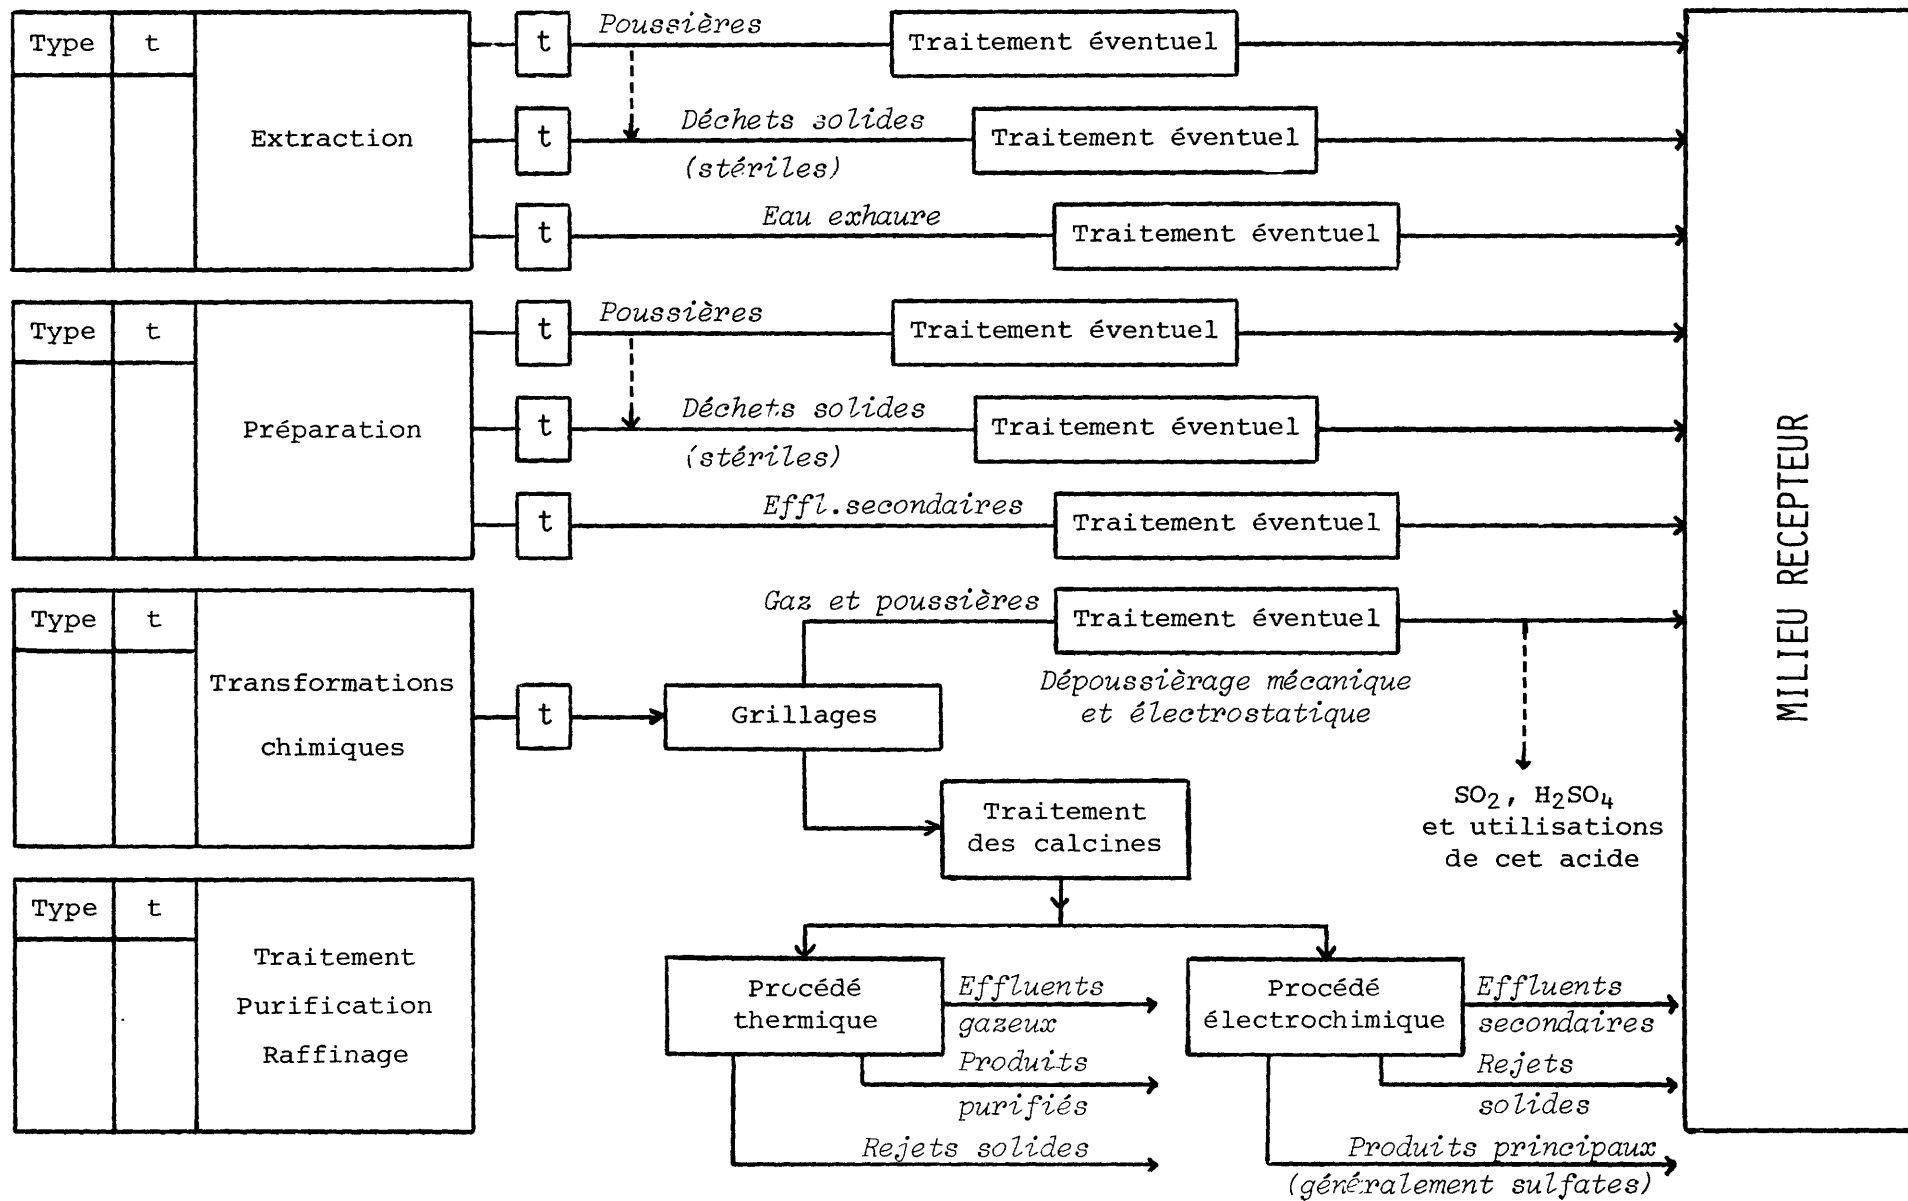 Type
t
Extraction
t
Poussières
Traitement éventuel
t
Déchets solides
(stériles)
Traitement éventuel
t
Eau exhaure
Traitement éventuel
Type
t
Préparation
t
Poussières
Traitement éventuel
t
Déchets solides
(stériles)
Traitement éventuel
t
Effl.secondaires
Traitement éventuel
MILIEU RECEPTEUR
Type
t
Transformations
chimiques
t
Grillages
Gaz et poussières
Traitement éventuel
Dépoussièrage mécanique
et électrostatique
SO₂, H₂SO₄
et utilisations
de cet acide
Traitement
des calcines
Type
t
Traitement
Purification
Raffinage
Procédé
thermique
Effluents
gazeux
Produits
purifiés
Rejets solides
Procédé
électrochimique
Effluents
secondaires
Rejets
solides
Produits principaux
(généralement sulfates)